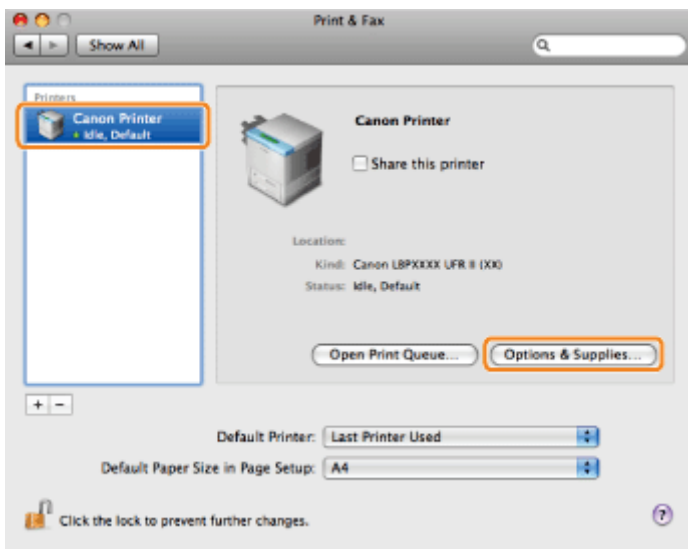 Print & Fax
Show All
Printers
Canon Printer
Idle, Default
Canon Printer
Share this printer
Location:
Kind: Canon LBPXXXX UFR II (XX)
Status: Idle, Default
Open Print Queue...
Options & Supplies...
+ -
Default Printer: Last Printer Used
Default Paper Size in Page Setup: A4
Click the lock to prevent further changes.
?